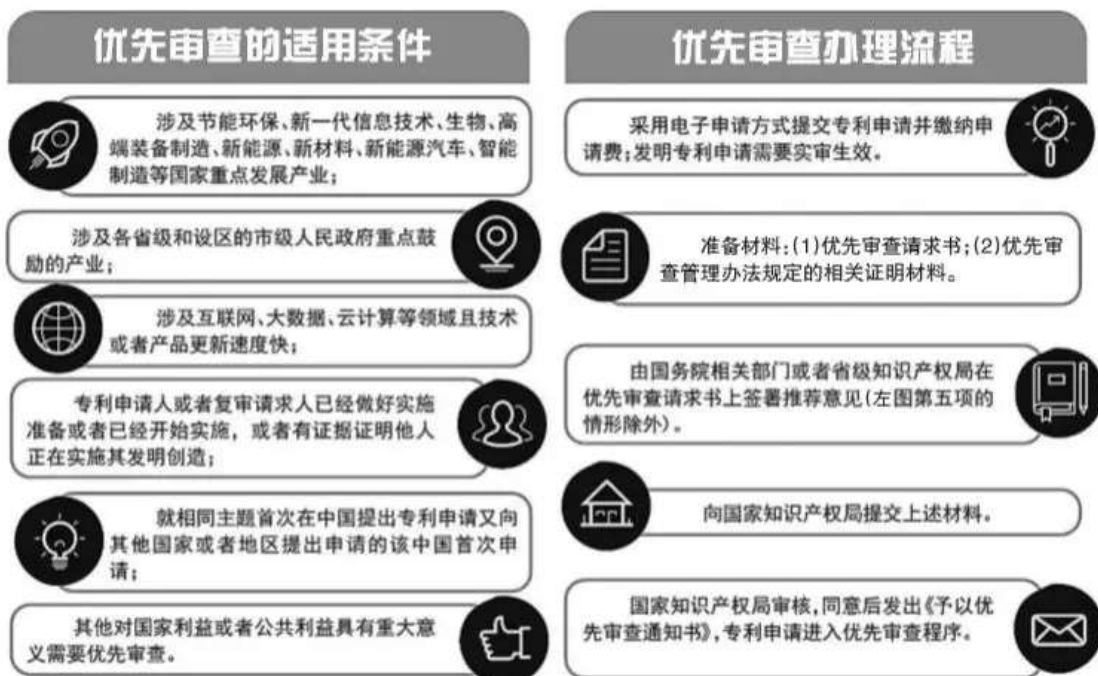 优先审查的适用条件
涉及节能环保、新一代信息技术、生物、高
端装备制造、新能源、新材料、新能源汽车、智能
制造等国家重点发展产业;
涉及各省级和设区的市级人民政府重点鼓
励的产业;
涉及互联网、大数据、云计算等领域且技术
或者产品更新速度快;
专利申请人或者复审请求人已经做好实施
准备或者已经开始实施，或者有证据证明他人
正在实施其发明创造;
就相同主题首次在中国提出专利申请又向
其他国家或者地区提出申请的该中国首次申
请;
其他对国家利益或者公共利益具有重大意
义需要优先审查。
优先审查办理流程
采用电子申请方式提交专利申请并缴纳申
请费;发明专利申请需要实审生效。
准备材料:(1)优先审查请求书;(2)优先审
查管理办法规定的相关证明材料。
由国务院相关部门或者省级知识产权局在
优先审查请求书上签署推荐意见(左图第五项的
情形除外)。
向国家知识产权局提交上述材料。
国家知识产权局审核,同意后发出《予以优
先审查通知书》,专利申请进入优先审查程序。